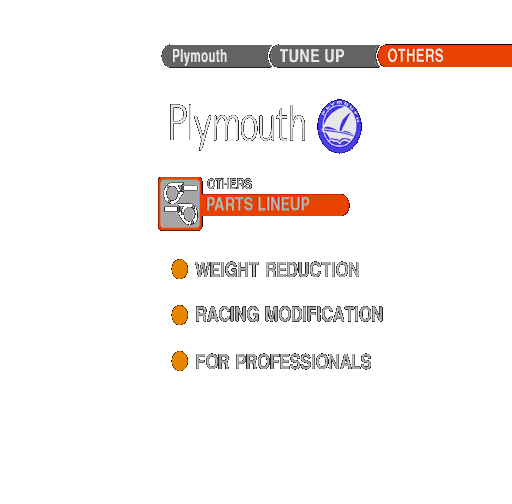 Plymouth TUNE UP OTHERS
Plymouth
OTHERS
PARTS LINEUP
WEIGHT REDUCTION
RACING MODIFICATION
FOR PROFESSIONALS